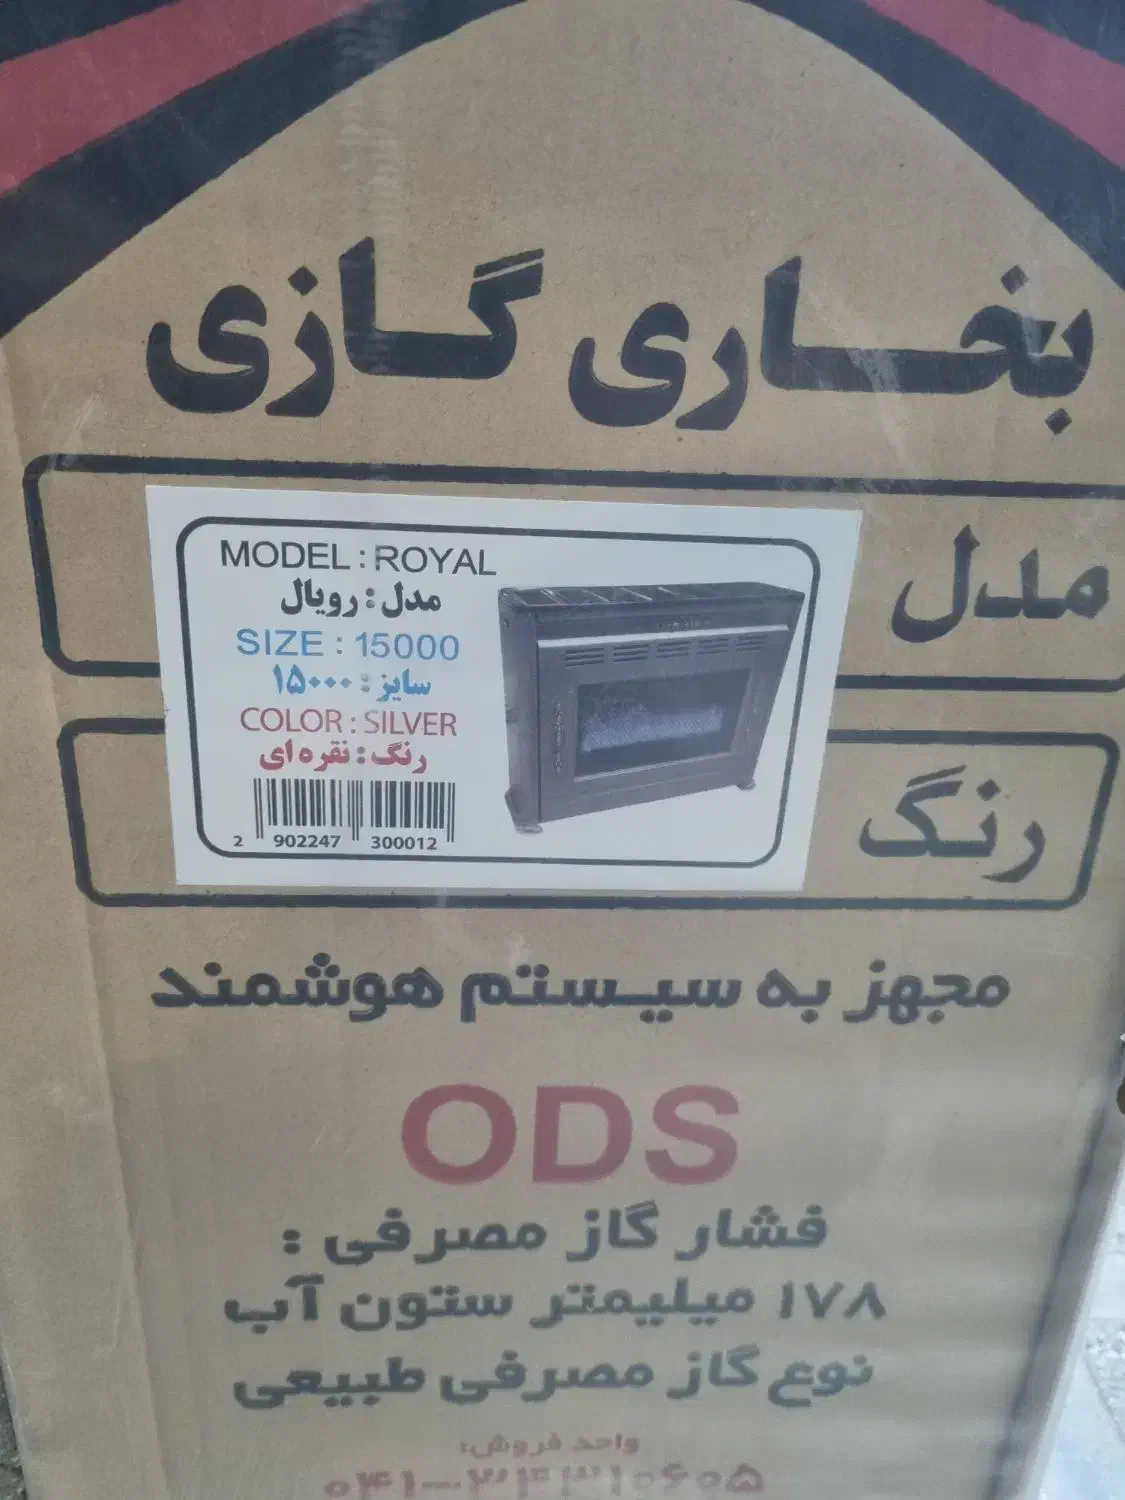 بخاری گازی
مدل
MODEL : ROYAL
مدل : رویال
SIZE : 15000
سایز : ۱۵۰۰۰
COLOR : SILVER
رنگ : نقره ای
2 902247 300012
رنگ
مجهز به سیستم هوشمند
ODS
فشار گاز مصرفی :
۱۷۸ میلیمتر ستون آب
نوع گاز مصرفی طبیعی
واحد فروش: